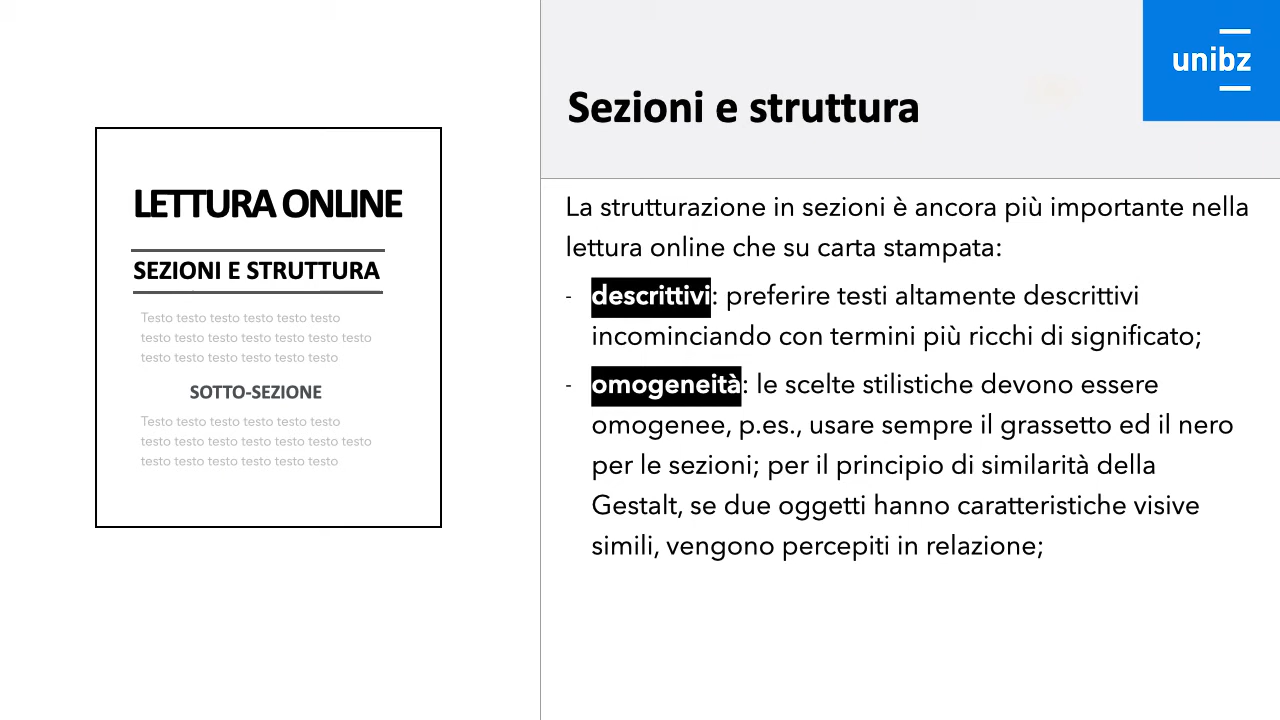 LETTURA ONLINE
SEZIONI E STRUTTURA
Testo testo testo testo testo testo
testo testo testo testo testo testo testo
testo testo testo testo testo testo
SOTTO-SEZIONE
Testo testo testo testo testo testo
testo testo testo testo testo testo testo
testo testo testo testo testo testo
Sezioni e struttura
unibz
La strutturazione in sezioni è ancora più importante nella
lettura online che su carta stampata:
- descrittivi: preferire testi altamente descrittivi
incominciando con termini più ricchi di significato;
- omogeneità: le scelte stilistiche devono essere
omogenee, p.es., usare sempre il grassetto ed il nero
per le sezioni; per il principio di similarità della
Gestalt, se due oggetti hanno caratteristiche visive
simili, vengono percepiti in relazione;